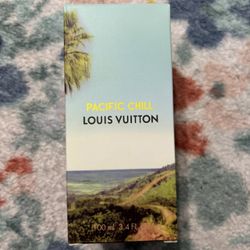 PACIFIC CHILL
LOUIS VUITTON
100 mL 3.4 FL